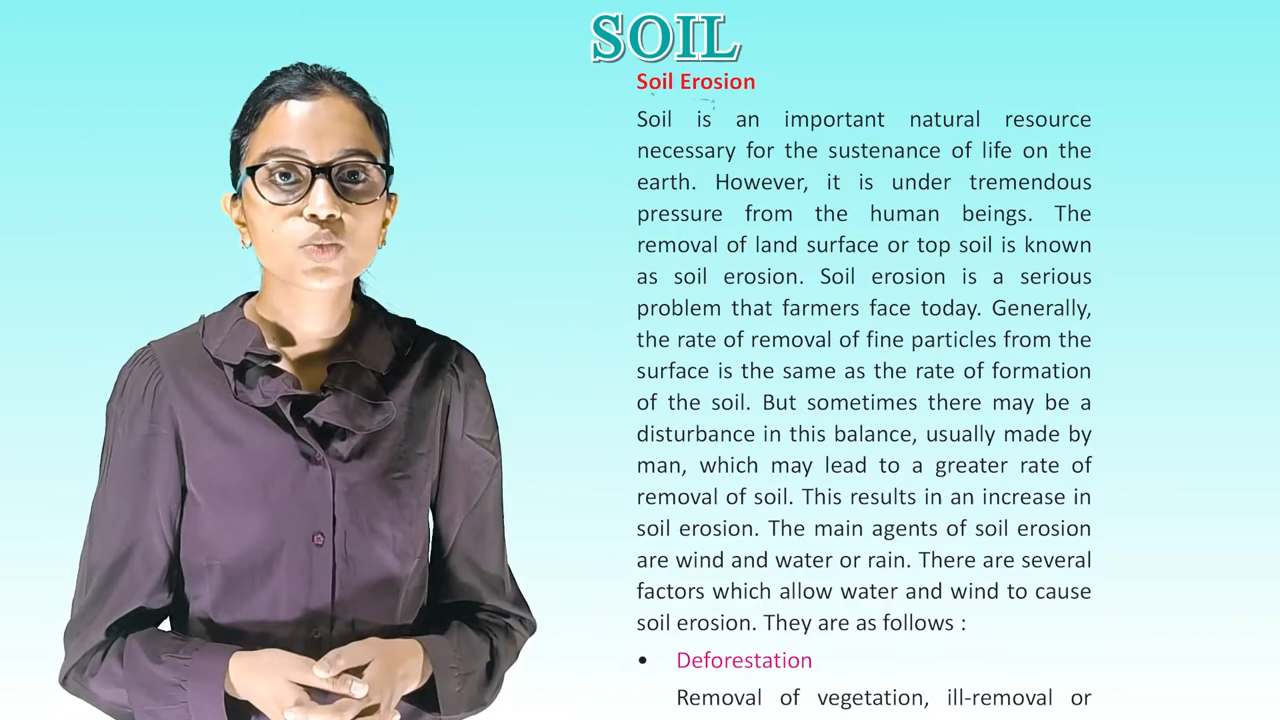 SOIL
Soil Erosion
Soil is an important natural resource
necessary for the sustenance of life on the
earth. However, it is under tremendous
pressure from the human beings. The
removal of land surface or top soil is known
as soil erosion. Soil erosion is a serious
problem that farmers face today. Generally,
the rate of removal of fine particles from the
surface is the same as the rate of formation
of the soil. But sometimes there may be a
disturbance in this balance, usually made by
man, which may lead to a greater rate of
removal of soil. This results in an increase in
soil erosion. The main agents of soil erosion
are wind and water or rain. There are several
factors which allow water and wind to cause
soil erosion. They are as follows :
• Deforestation
Removal of vegetation, ill-removal or